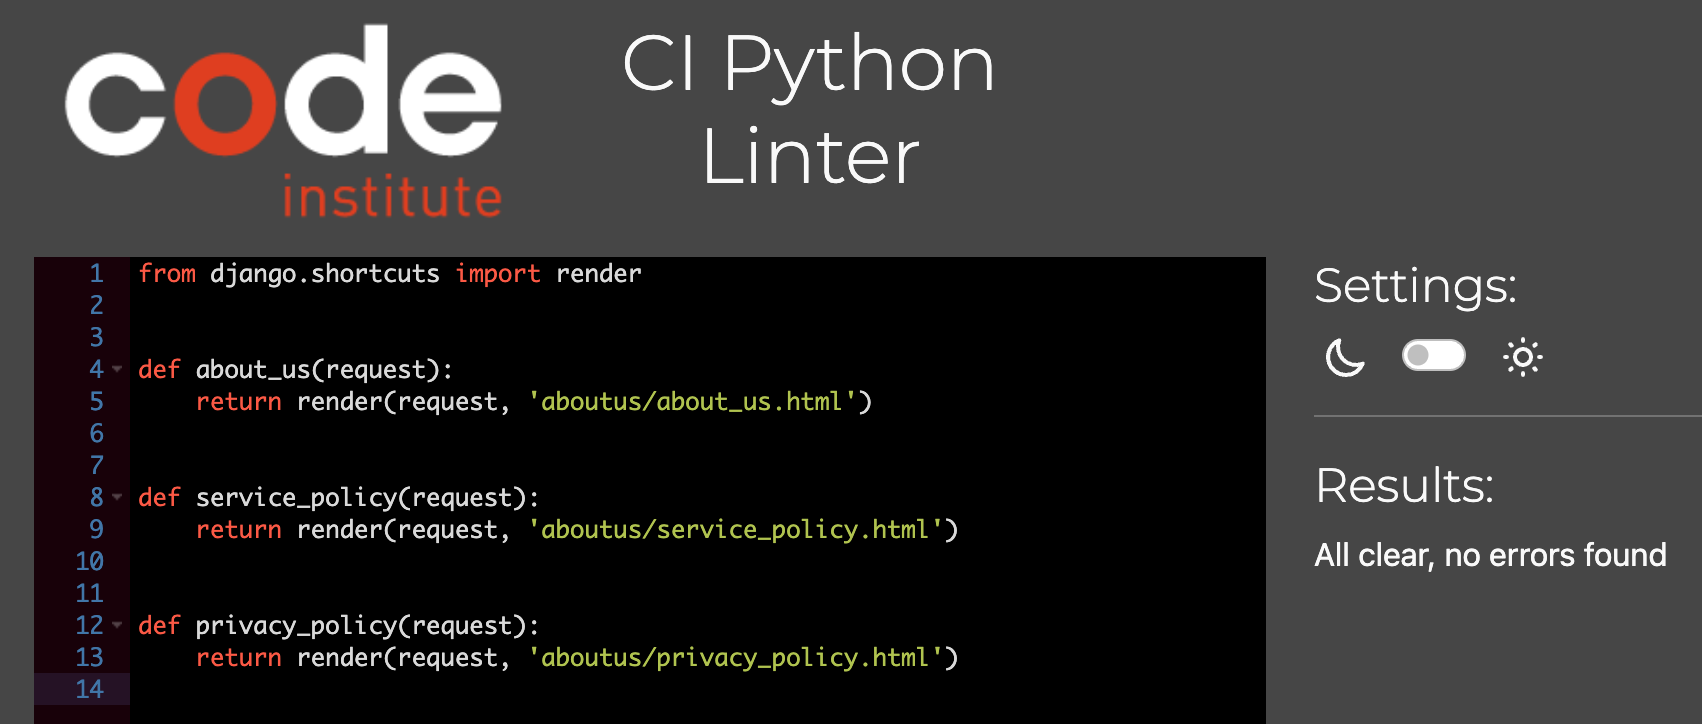 code
institute
CI Python
Linter
1 from django.shortcuts import render
2
3
4 def about_us(request):
5     return render(request, 'aboutus/about_us.html')
6
7
8 def service_policy(request):
9     return render(request, 'aboutus/service_policy.html')
10
11
12 def privacy_policy(request):
13     return render(request, 'aboutus/privacy_policy.html')
14
Settings:
Results:
All clear, no errors found